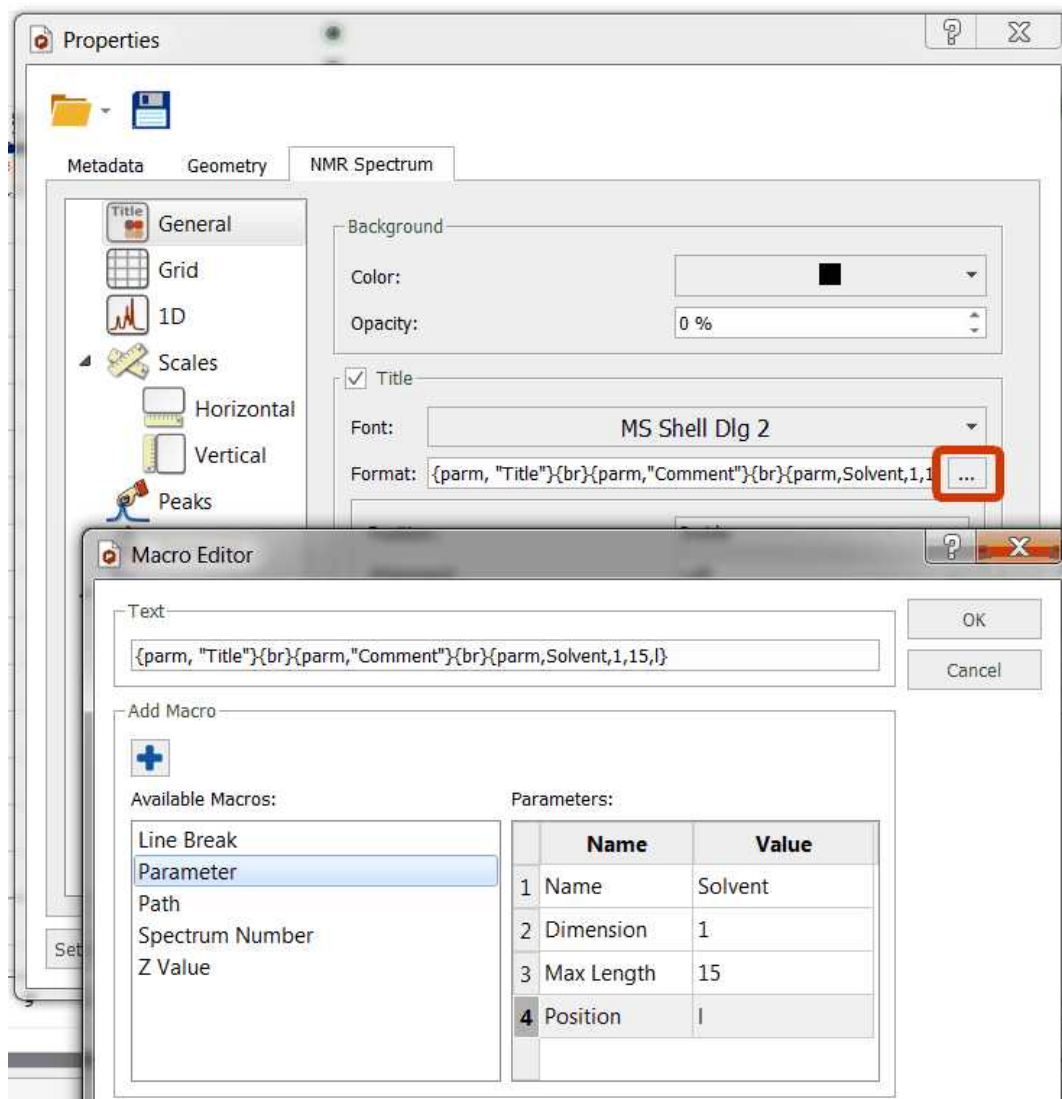 Properties
Metadata Geometry NMR Spectrum
Title
General
Grid
1D
Scales
Horizontal
Vertical
Peaks
Background
Color:
Opacity: 0 %
Title
Font: MS Shell Dlg 2
Format: {parm, "Title"}{br}{parm,"Comment"}{br}{parm,Solvent,1,1 ...
Set
Macro Editor
Text
{parm, "Title"}{br}{parm,"Comment"}{br}{parm,Solvent,1,15,l}
OK
Cancel
Add Macro
Available Macros:
Line Break
Parameter
Path
Spectrum Number
Z Value
Parameters:
Name Value
1 Name Solvent
2 Dimension 1
3 Max Length 15
4 Position l